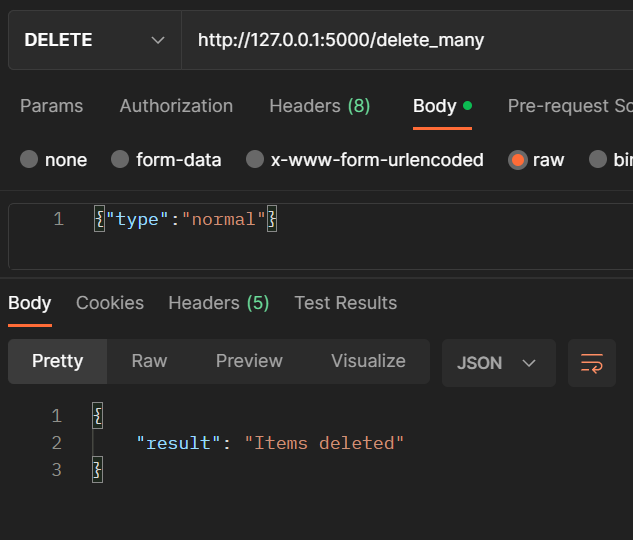 DELETE http://127.0.0.1:5000/delete_many
Params Authorization Headers (8) Body Pre-request Sc
none form-data x-www-form-urlencoded raw bin
1 {"type":"normal"}
Body Cookies Headers (5) Test Results
Pretty Raw Preview Visualize JSON
1 {
2 "result": "Items deleted"
3 }